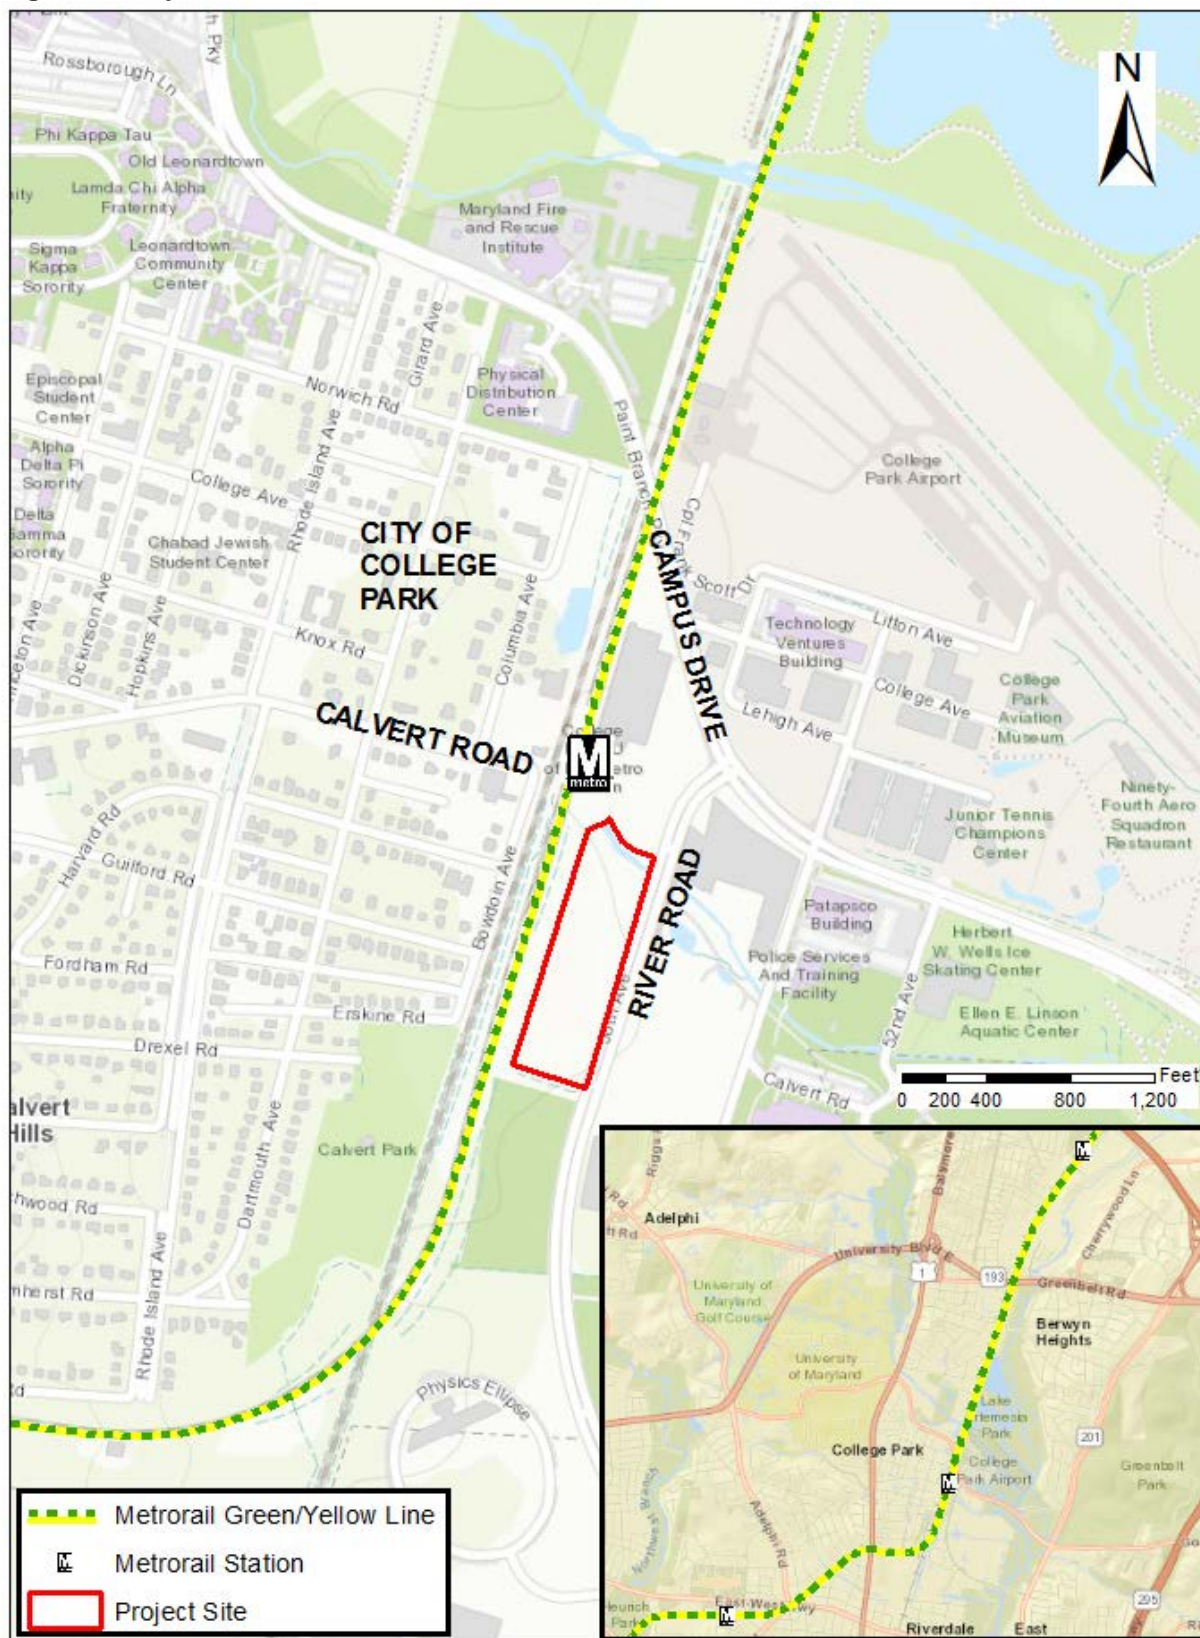 Rossborough Ln
Phi Kappa Tau
Old Leonardtown
Lamda Chi Alpha
Fraternity
Sigma
Kappa
Sorority
Leonardtown
Community
Center
Maryland Fire
and Rescue
Institute
N
Girard Ave
Physical
Distribution
Center
Episcopal
Student
Center
Norwich Rd
Rhode Island Ave
Alpha
Delta Pi
Sorority
College Ave
Delta
Chabad Jewish
Student Center
CITY OF
COLLEGE
PARK
Paint Branch
Cpl Frank Scott Dr
College
Park Airport
CAMPUS DRIVE
Dickinson Ave
Hopkins Ave
Knox Rd
Columbia Ave
Technology
Ventures
Building
Litton Ave
College Ave
Lehigh Ave
College
Park
Aviation
Museum
CALVERT ROAD
College
M
metro
Harvard Rd
Guilford Rd
Bowdoin Ave
RIVER ROAD
Junior Tennis
Champions
Center
Ninety-
Fourth Aero
Squadron
Restaurant
Patapsco
Building
Herbert
W. Wells Ice
Skating Center
Police Services
And Training
Facility
52nd Ave
Ellen E. Linson
Aquatic Center
Fordham Rd
Erskine Rd
Drexel Rd
Calvert Rd
Feet
0 200 400 800 1,200
Dartmouth Ave
Calvert Park
Rhode Island Ave
Physics Ellipse
Adelphi
University Blvd E
1
193
Greenbelt Rd
Cherrywood Ln
University of
Maryland
Golf Course
Berwyn
Heights
University
of Maryland
Lake
Park
College Park
College
Park Airport
201
Greenbelt
Park
Adelphi Rd
East-West Hwy
295
Riverdale
East
Metrorail Green/Yellow Line
M Metrorail Station
Project Site